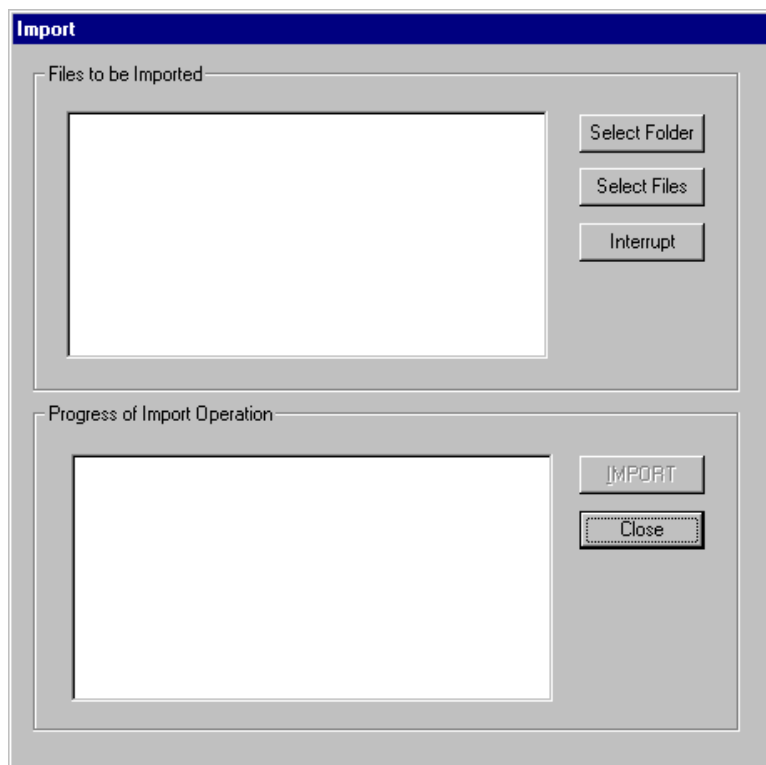 Import
Files to be Imported
Select Folder
Select Files
Interrupt
Progress of Import Operation
IMPORT
Close